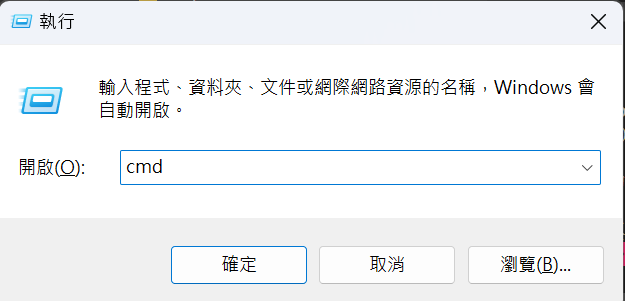 執行
輸入程式、資料夾、文件或網際網路資源的名稱，Windows 會
自動開啟。
開啟(O):
cmd
確定
取消
瀏覽(B)...